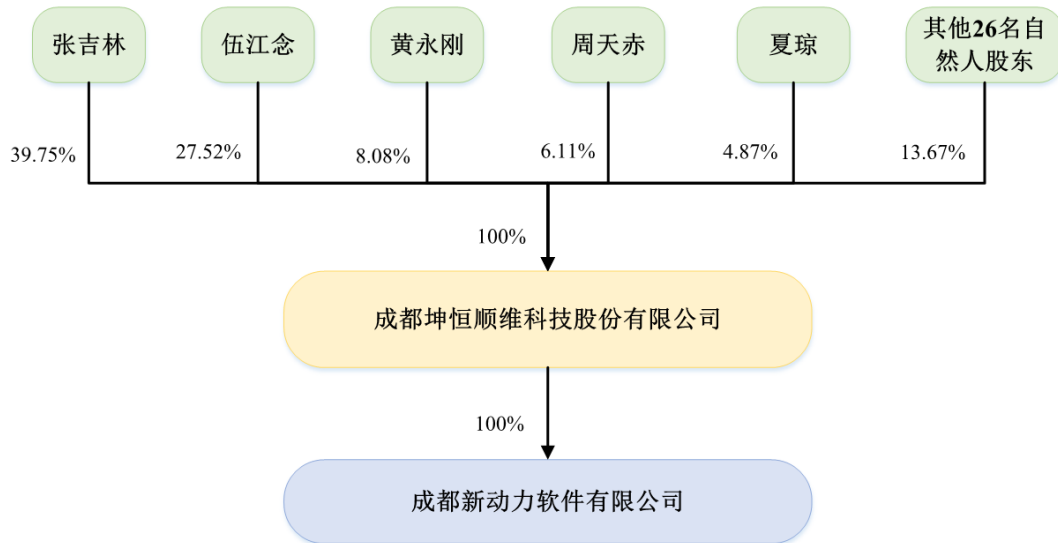 张吉林
伍江念
黄永刚
周天赤
夏琼
其他26名自
然人股东
39.75%
27.52%
8.08%
6.11%
4.87%
13.67%
100%
成都坤恒顺维科技股份有限公司
100%
成都新动力软件有限公司